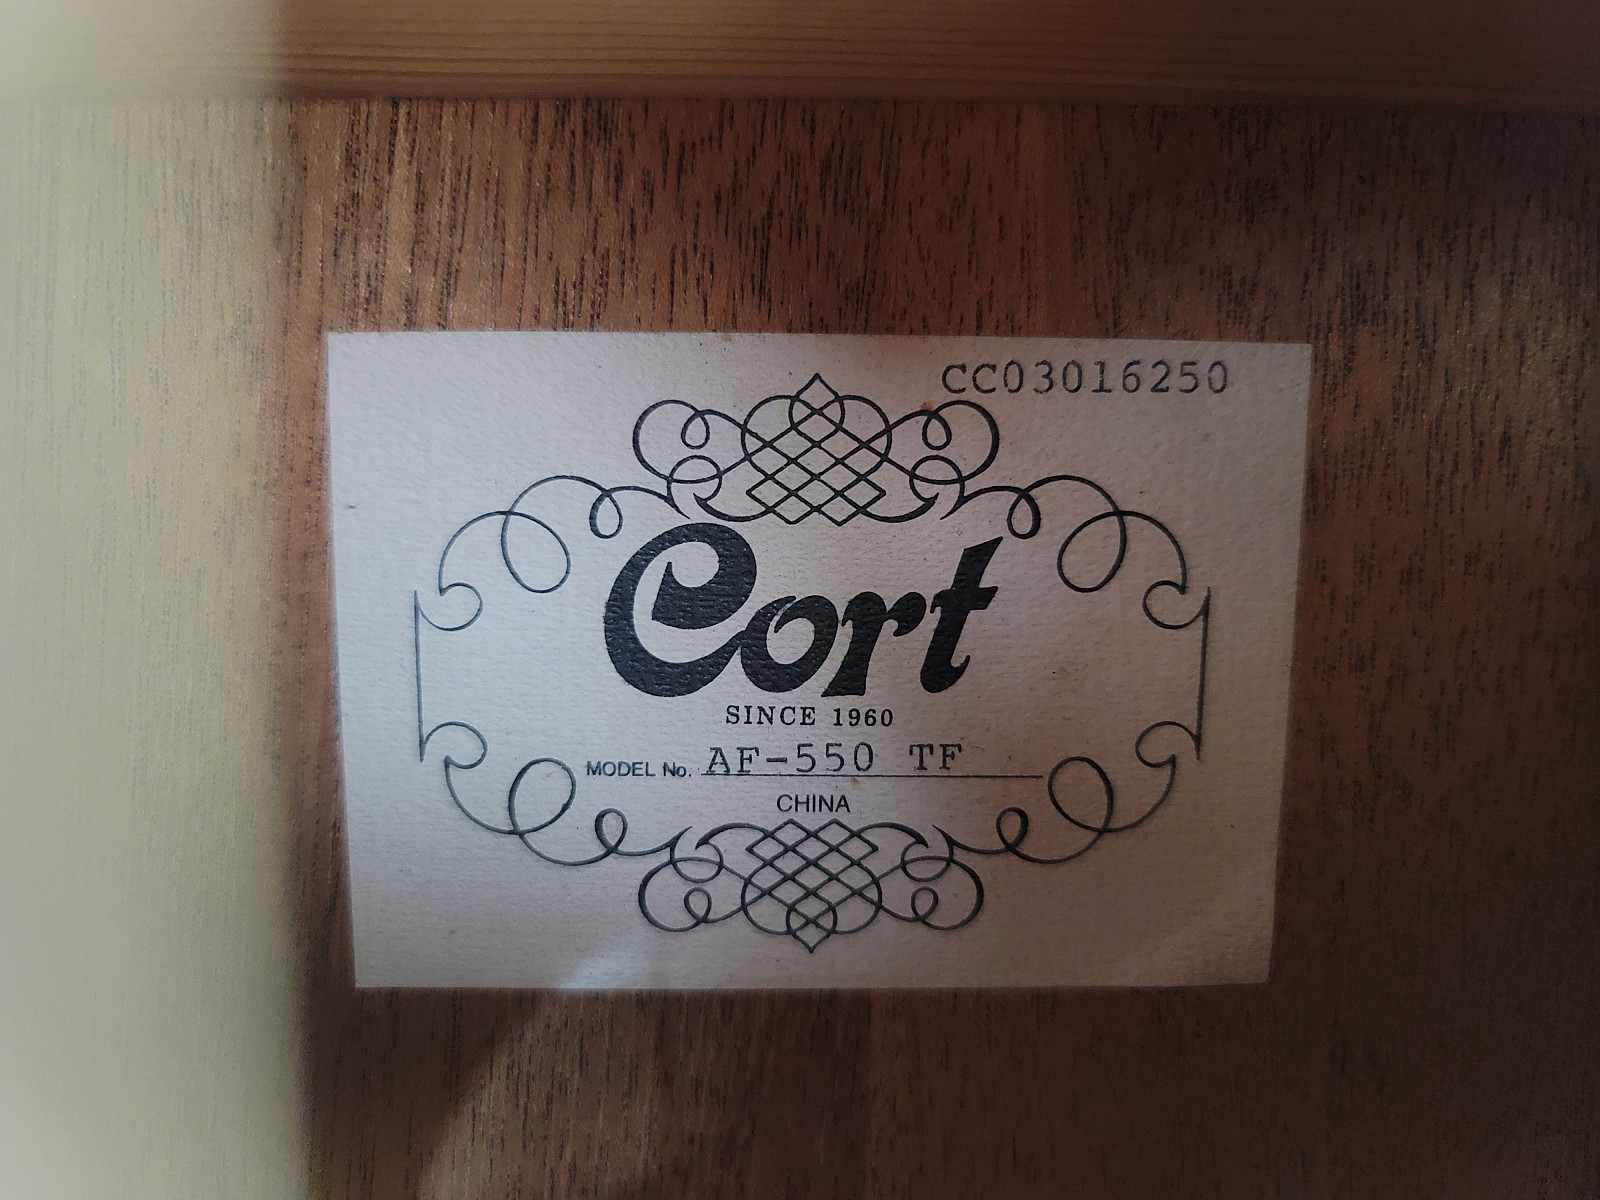 CC03016250
Cort
SINCE 1960
MODEL No. AF-550 TF
CHINA